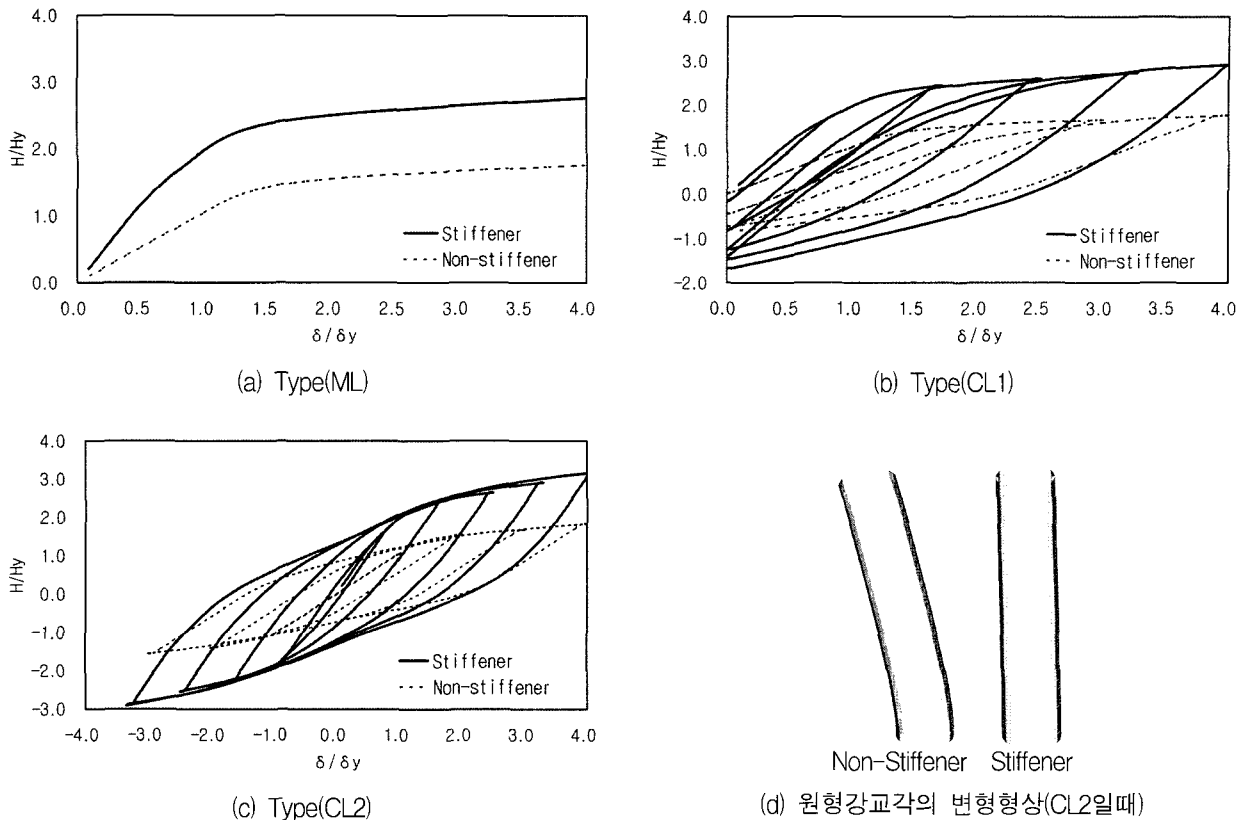 4.0
3.0
2.0
1.0
0.0
H/Hy
Stiffener
Non-stiffener
0.0 0.5 1.0 1.5 2.0 2.5 3.0 3.5 4.0
δ / δy
(a) Type(ML)
4.0
3.0
2.0
1.0
0.0
-1.0
-2.0
H/Hy
Stiffener
Non-stiffener
0.0 0.5 1.0 1.5 2.0 2.5 3.0 3.5 4.0
δ / δy
(b) Type(CL1)
4.0
3.0
2.0
1.0
0.0
-1.0
-2.0
-3.0
H/Hy
Stiffener
Non-stiffener
-4.0 -3.0 -2.0 -1.0 0.0 1.0 2.0 3.0 4.0
δ / δy
(c) Type(CL2)
Non-Stiffener Stiffener
(d) 원형강교각의 변형형상(CL2일때)